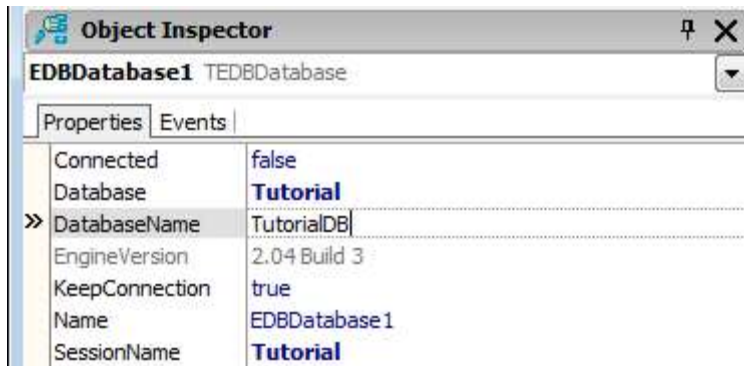 Object Inspector
EDBDatabase1 TEDBDatabase
Properties Events
Connected false
Database Tutorial
DatabaseName TutorialDB
EngineVersion 2.04 Build 3
KeepConnection true
Name EDBDatabase1
SessionName Tutorial